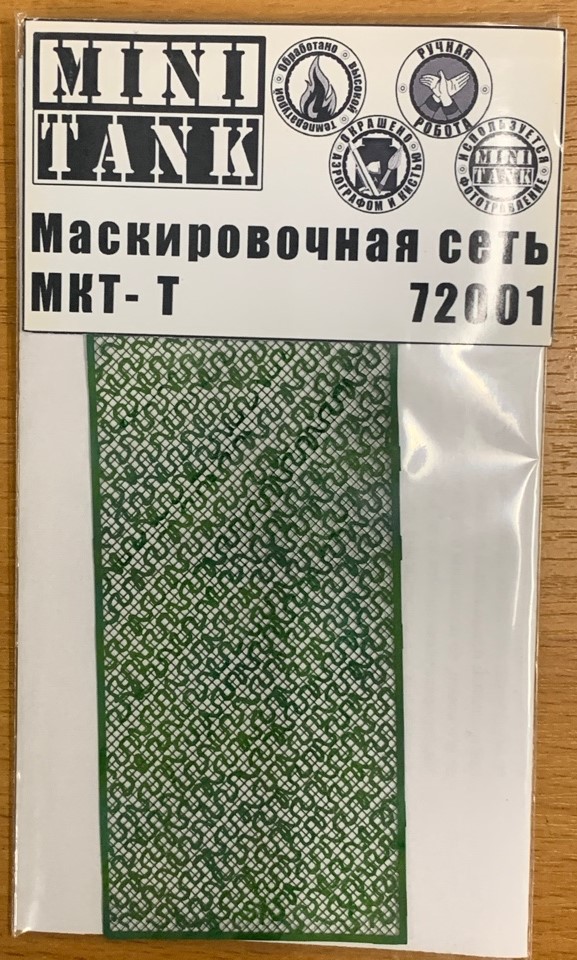 MINI
TANK
Обработано высокой температурой
РУЧНАЯ РОБОТА
ОКРАШЕНО АЭРОГРАФОМ И КИСТЬЮ
ИСПОЛЬЗУЕТСЯ ФОТОТРАВЛЕНИЕ
MINI
TANK
Маскировочная сеть
МКТ- Т 72001